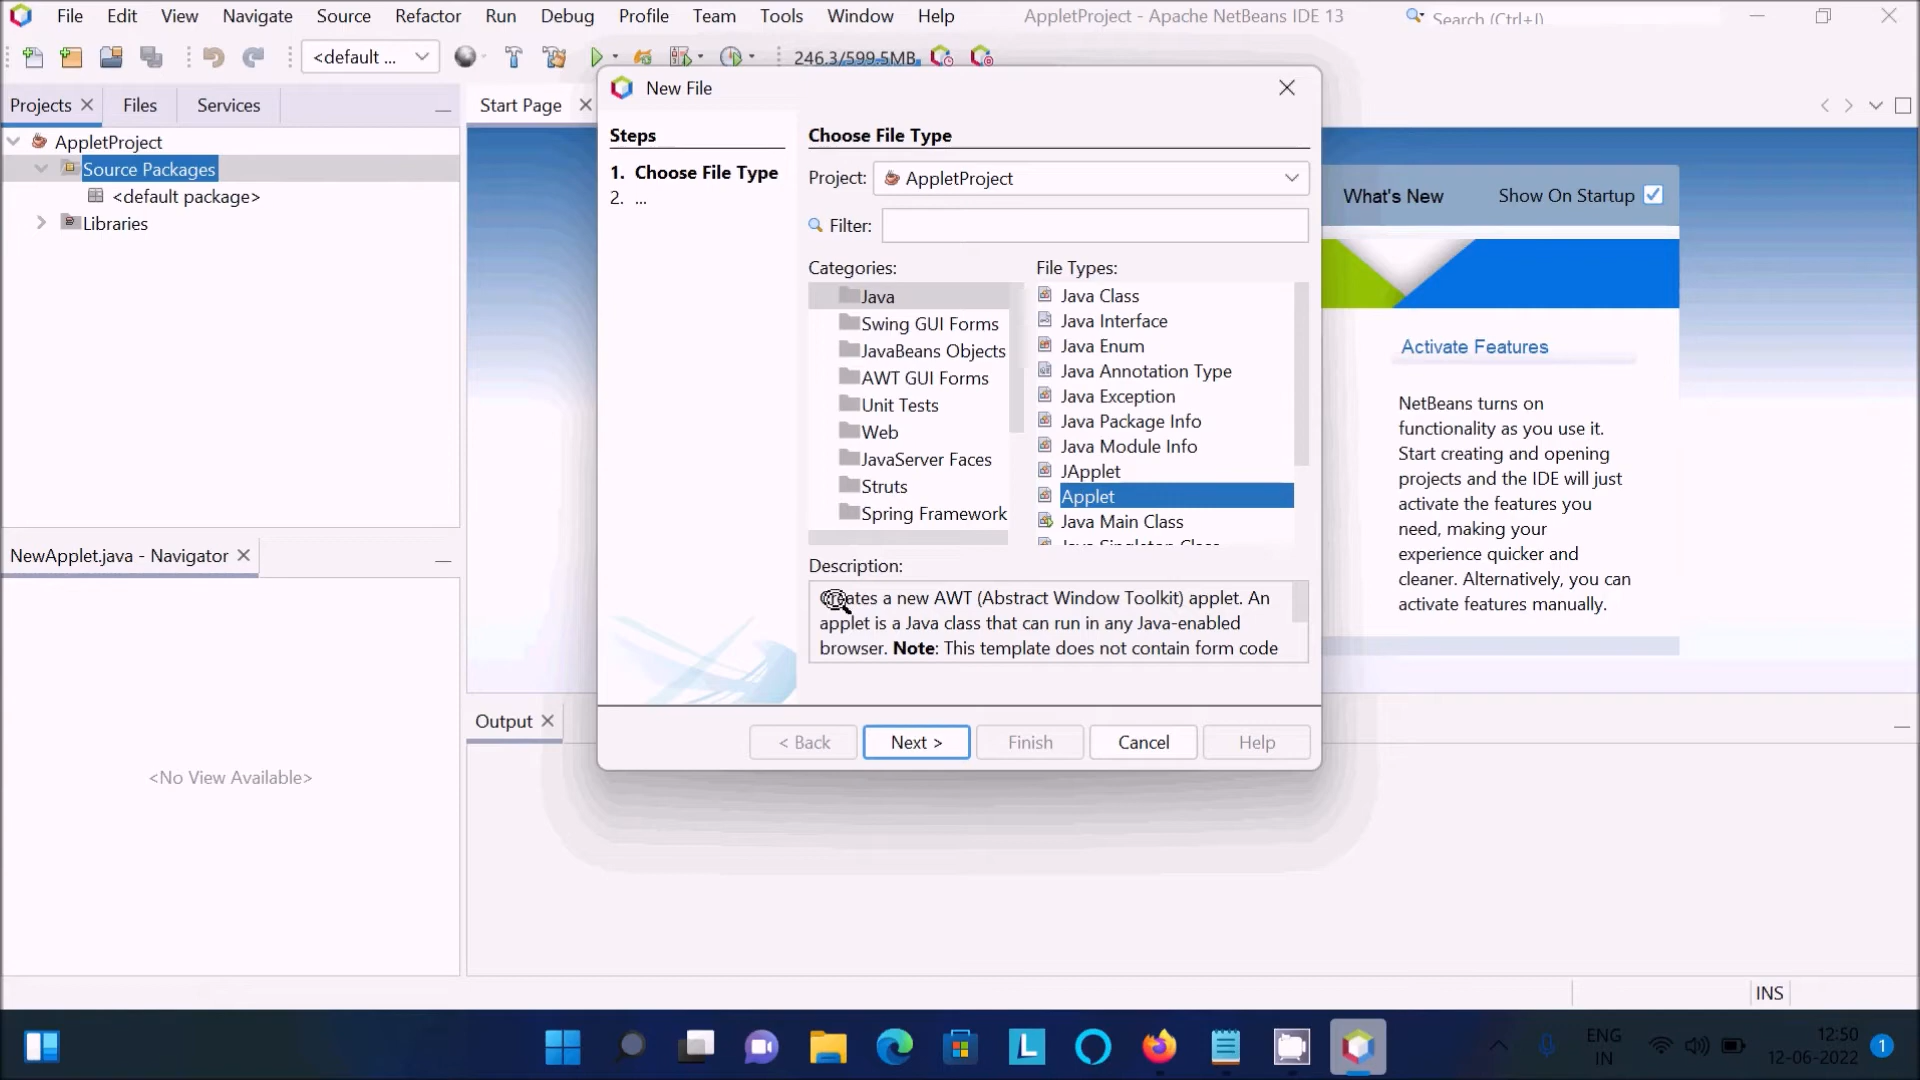 File Edit View Navigate Source Refactor Run Debug Profile Team Tools Window Help AppletProject - Apache NetBeans IDE 13 Search (Ctrl+I)
<default ... 246.3/599.5MB
Projects Files Services Start Page
AppletProject
Source Packages
<default package>
Libraries
NewApplet.java - Navigator
<No View Available>
New File
Steps
1. Choose File Type
2. ...
Choose File Type
Project: AppletProject
Filter:
Categories:
Java
Swing GUI Forms
JavaBeans Objects
AWT GUI Forms
Unit Tests
Web
JavaServer Faces
Struts
Spring Framework
File Types:
Java Class
Java Interface
Java Enum
Java Annotation Type
Java Exception
Java Package Info
Java Module Info
JApplet
Applet
Java Main Class
Java Singleton Class
Description:
Creates a new AWT (Abstract Window Toolkit) applet. An
applet is a Java class that can run in any Java-enabled
browser. Note: This template does not contain form code
< Back Next > Finish Cancel Help
What's New Show On Startup
Activate Features
NetBeans turns on
functionality as you use it.
Start creating and opening
projects and the IDE will just
activate the features you
need, making your
experience quicker and
cleaner. Alternatively, you can
activate features manually.
Output
INS
L
ENG
IN
12:50
12-06-2022
1